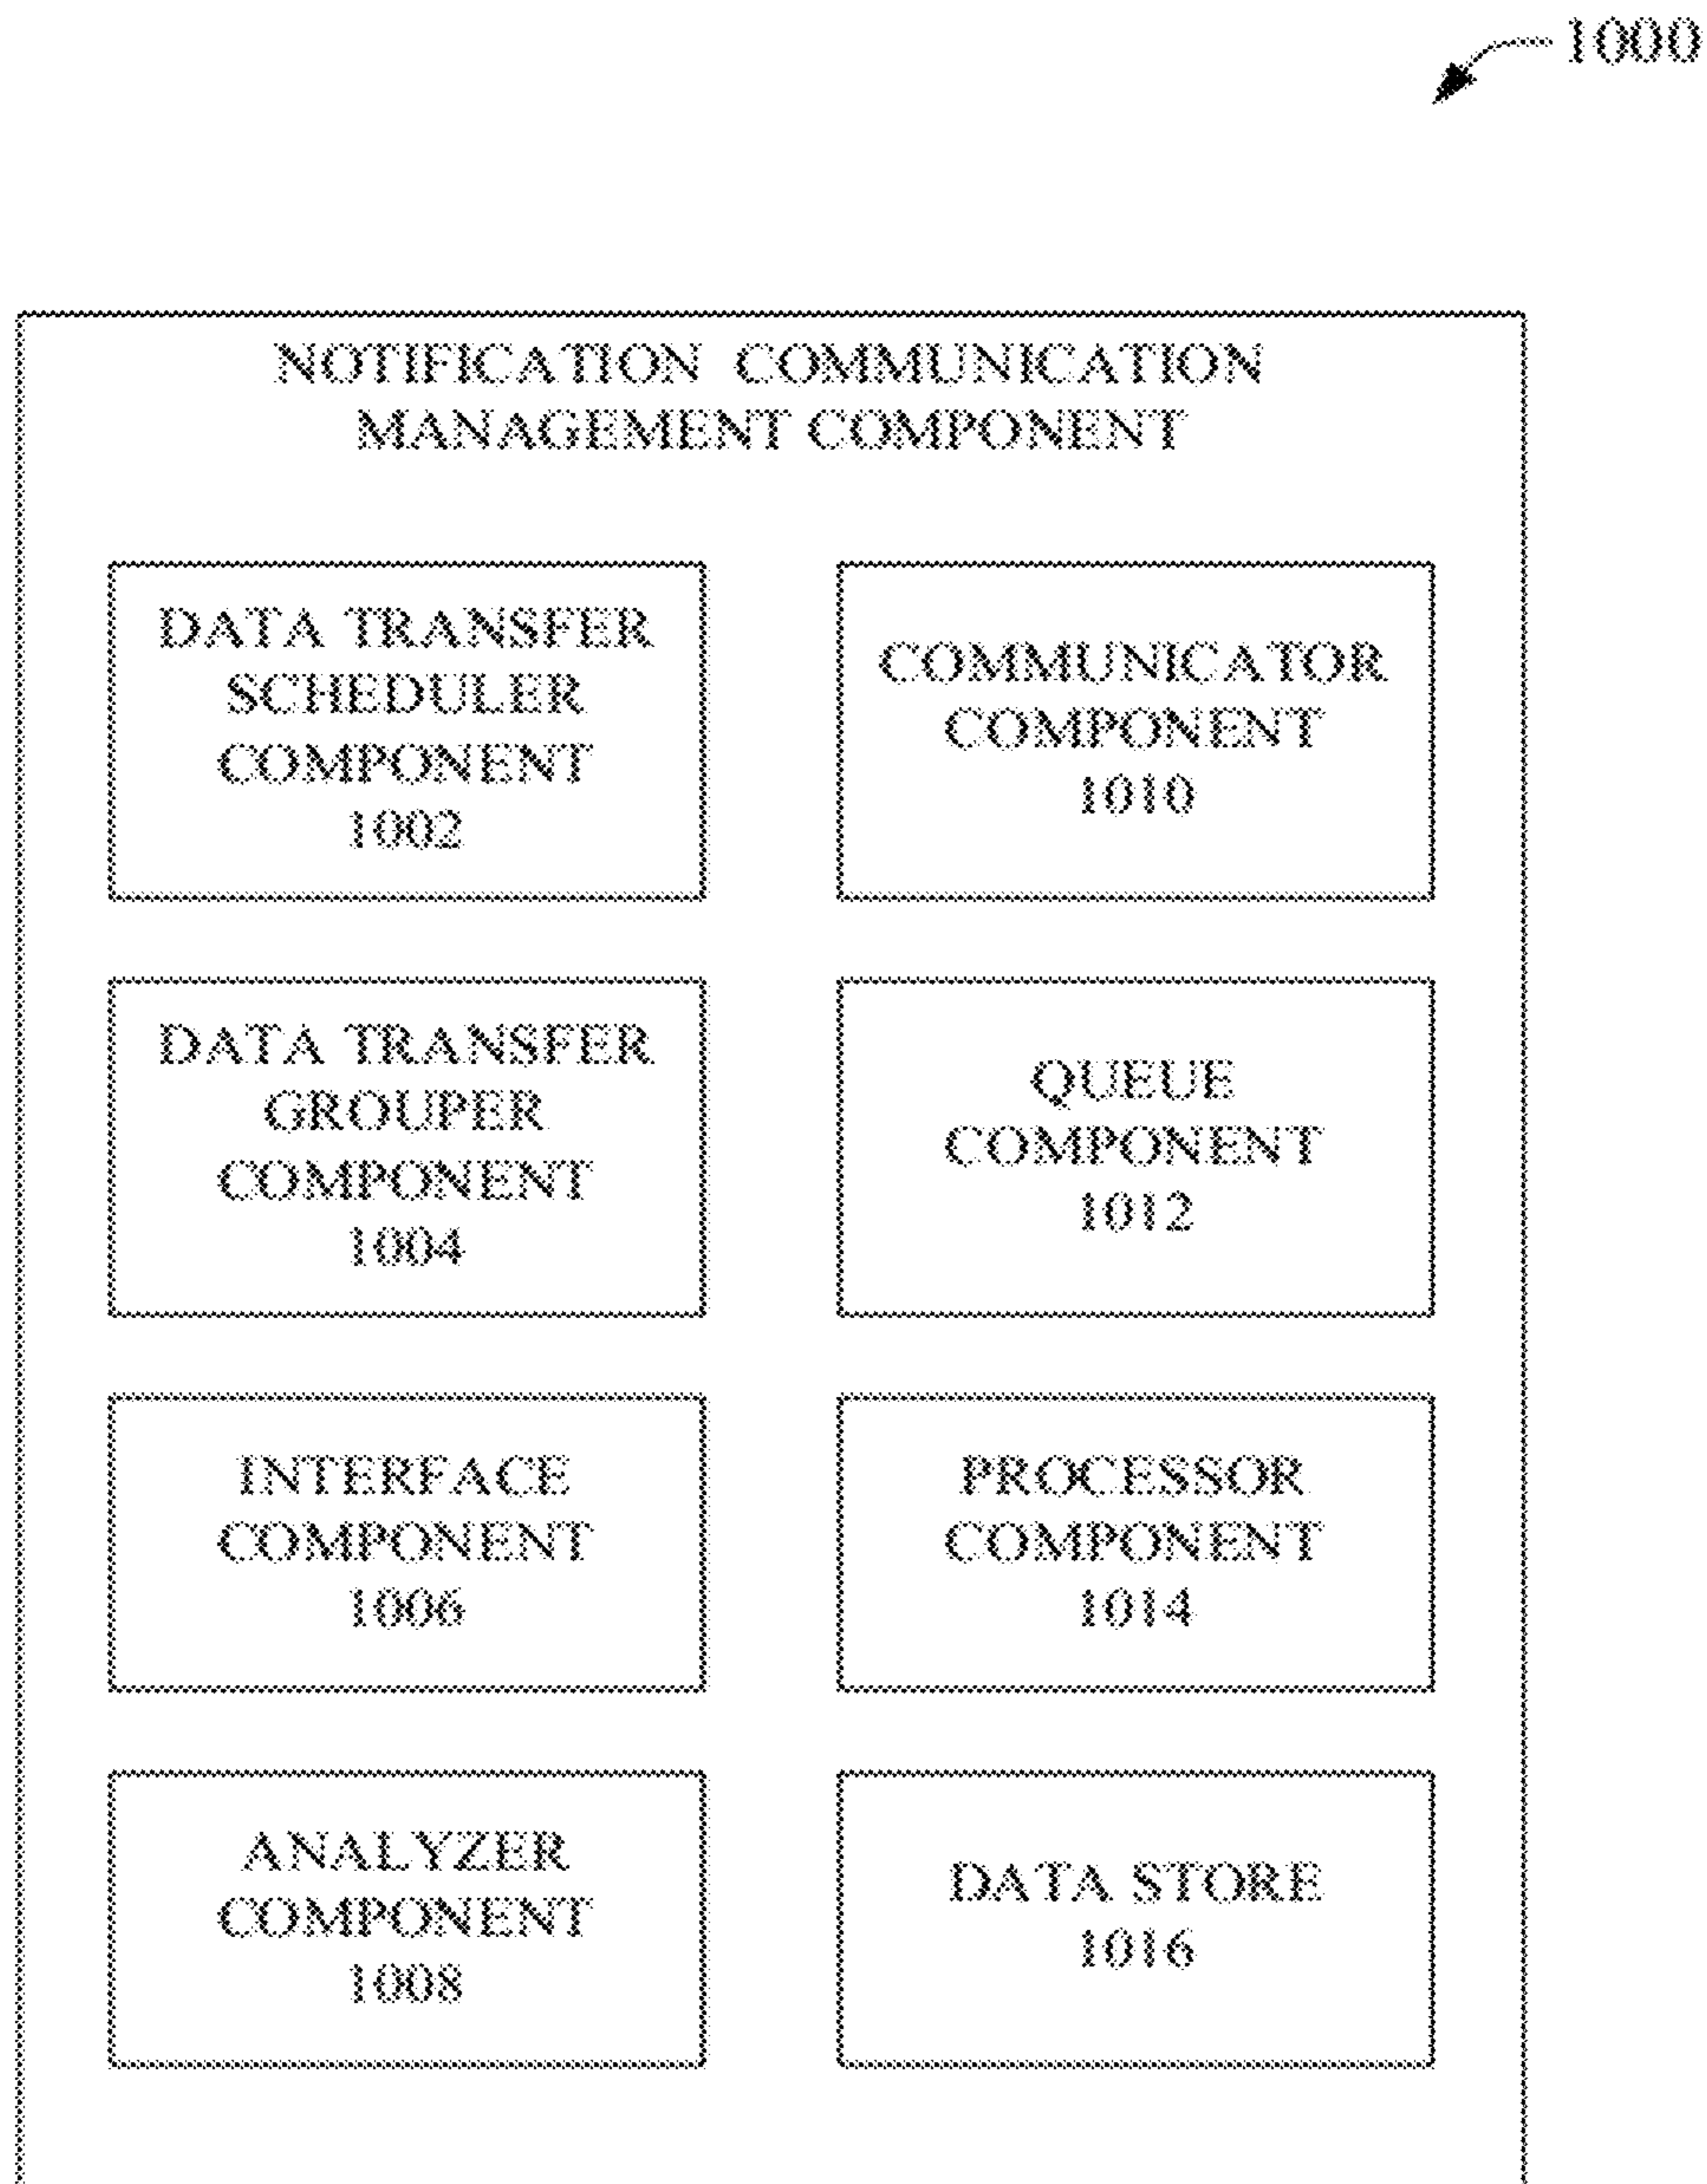 1000
NOTIFICATION COMMUNICATION
MANAGEMENT COMPONENT
DATA TRANSFER
SCHEDULER
COMPONENT
1002
COMMUNICATOR
COMPONENT
1010
DATA TRANSFER
GROUPER
COMPONENT
1004
QUEUE
COMPONENT
1012
INTERFACE
COMPONENT
1006
PROCESSOR
COMPONENT
1014
ANALYZER
COMPONENT
1008
DATA STORE
1016